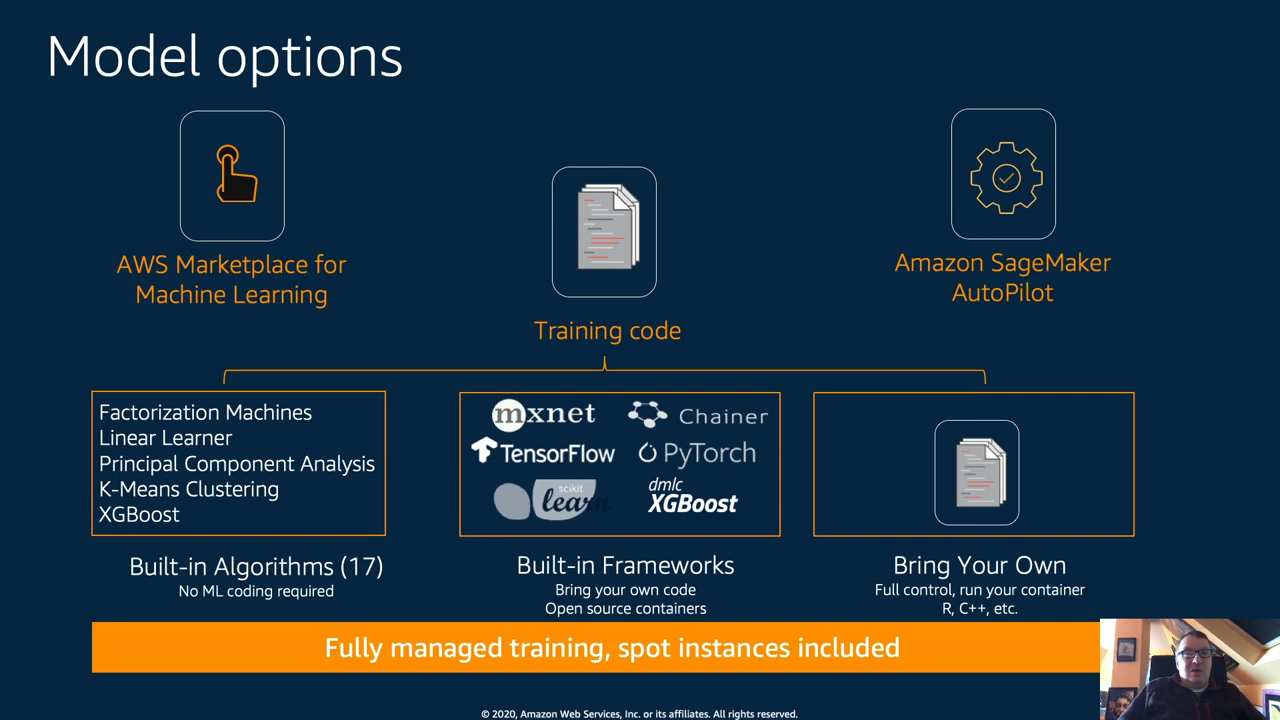 Model options
AWS Marketplace for
Machine Learning
Training code
Amazon SageMaker
AutoPilot
Factorization Machines
Linear Learner
Principal Component Analysis
K-Means Clustering
XGBoost
Built-in Algorithms (17)
No ML coding required
mxnet
Chainer
TensorFlow
PyTorch
scikit
learn
dmlc
XGBoost
Built-in Frameworks
Bring your own code
Open source containers
Bring Your Own
Full control, run your container
R, C++, etc.
Fully managed training, spot instances included
© 2020, Amazon Web Services, Inc. or its affiliates. All rights reserved.